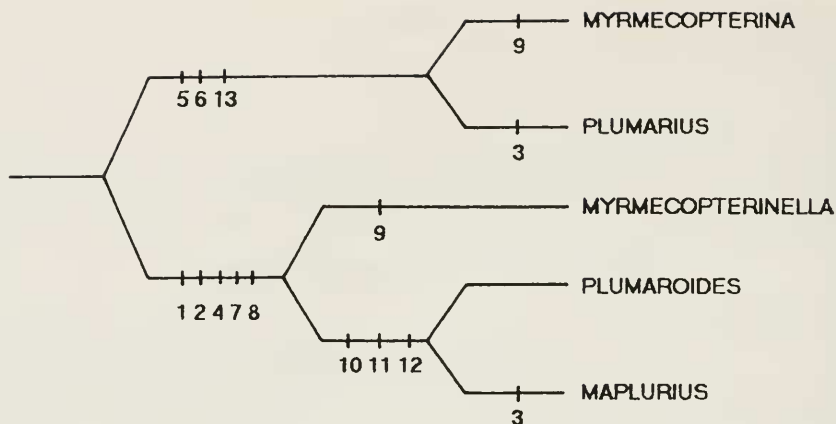 MYRMECOPTERINA
9
5 6 13
PLUMARIUS
3
MYRMECOPTERINELLA
9
1 2 4 7 8
PLUMAROIDES
10 11 12
MAPLURIUS
3